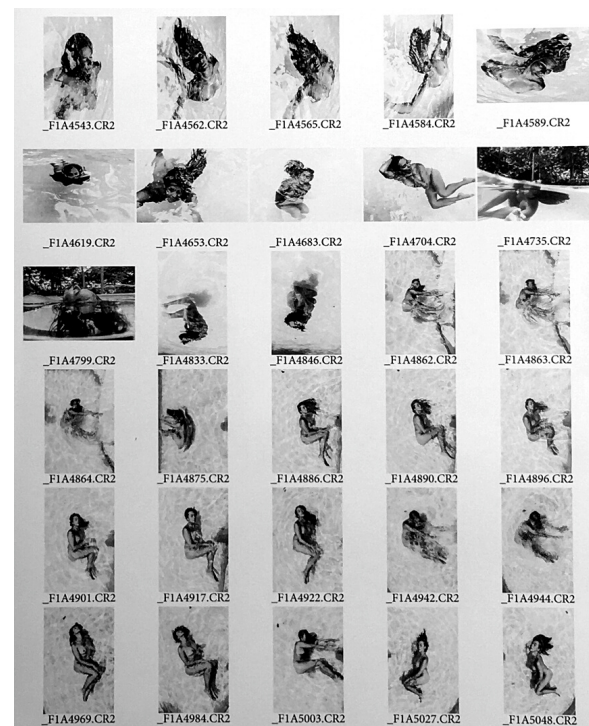 _F1A4543.CR2 _F1A4562.CR2 _F1A4565.CR2 _F1A4584.CR2 _F1A4589.CR2
_F1A4619.CR2 _F1A4653.CR2 _F1A4683.CR2 _F1A4704.CR2 _F1A4735.CR2
_F1A4799.CR2 _F1A4833.CR2 _F1A4846.CR2 _F1A4862.CR2 _F1A4863.CR2
_F1A4864.CR2 _F1A4875.CR2 _F1A4886.CR2 _F1A4890.CR2 _F1A4896.CR2
_F1A4901.CR2 _F1A4917.CR2 _F1A4922.CR2 _F1A4942.CR2 _F1A4944.CR2
_F1A4969.CR2 _F1A4984.CR2 _F1A5003.CR2 _F1A5027.CR2 _F1A5048.CR2